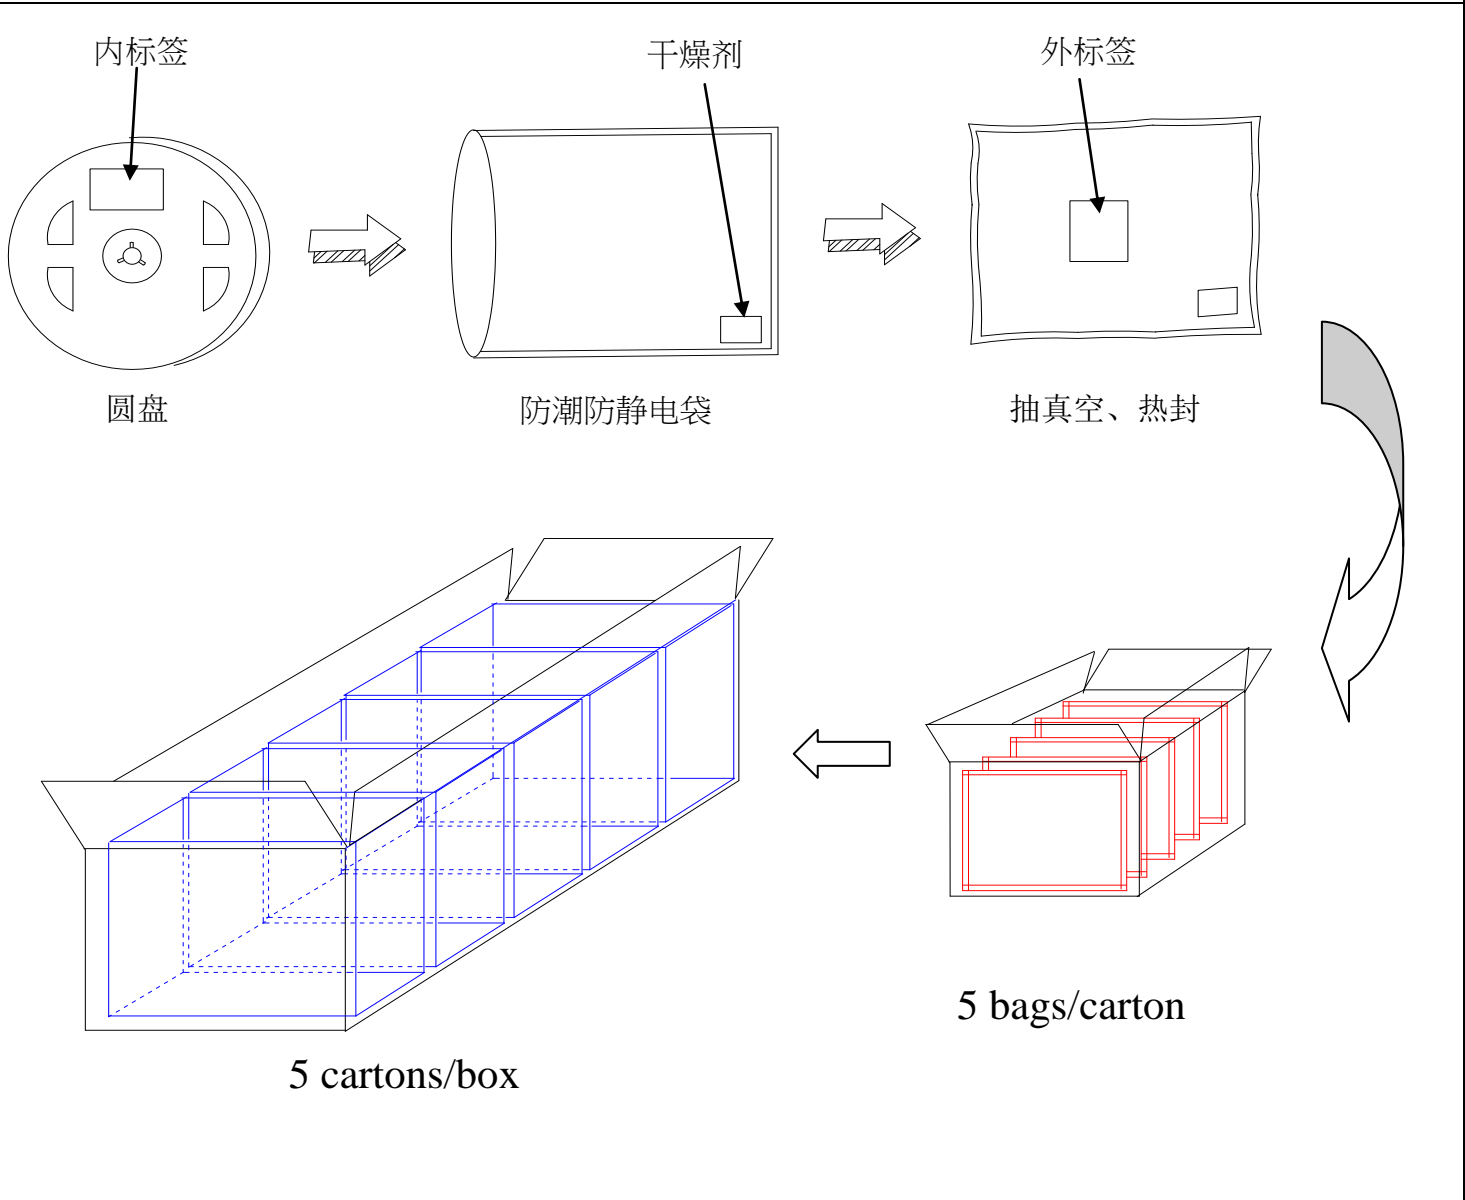 内标签
干燥剂
外标签
圆盘
防潮防静电袋
抽真空、热封
5 bags/carton
5 cartons/box